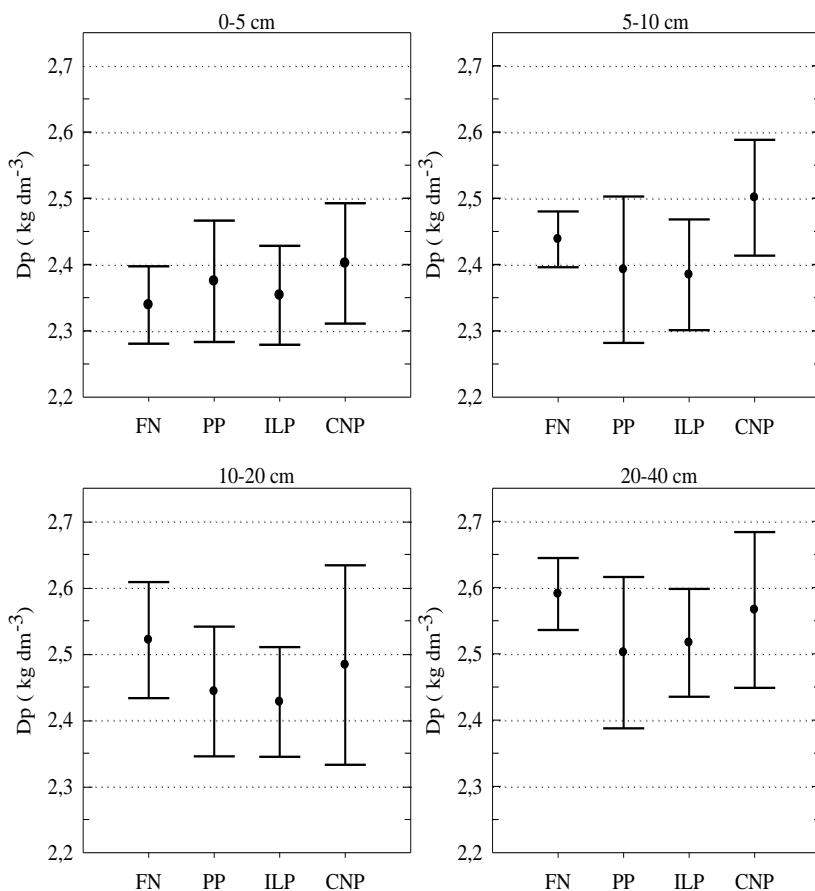 0-5 cm
2,7
2,6
2,5
2,4
2,3
2,2
Dp ( kg dm-3)
FN PP ILP CNP
5-10 cm
2,7
2,6
2,5
2,4
2,3
2,2
Dp ( kg dm-3)
FN PP ILP CNP
10-20 cm
2,7
2,6
2,5
2,4
2,3
2,2
Dp ( kg dm-3)
FN PP ILP CNP
20-40 cm
2,7
2,6
2,5
2,4
2,3
2,2
Dp ( kg dm-3)
FN PP ILP CNP